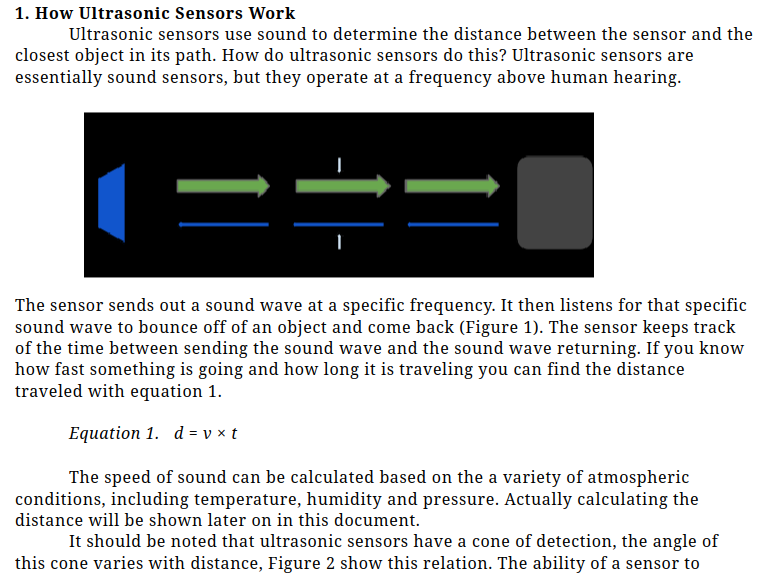 1. How Ultrasonic Sensors Work
Ultrasonic sensors use sound to determine the distance between the sensor and the
closest object in its path. How do ultrasonic sensors do this? Ultrasonic sensors are
essentially sound sensors, but they operate at a frequency above human hearing.
The sensor sends out a sound wave at a specific frequency. It then listens for that specific
sound wave to bounce off of an object and come back (Figure 1). The sensor keeps track
of the time between sending the sound wave and the sound wave returning. If you know
how fast something is going and how long it is traveling you can find the distance
traveled with equation 1.
Equation 1. d = v × t
The speed of sound can be calculated based on the a variety of atmospheric
conditions, including temperature, humidity and pressure. Actually calculating the
distance will be shown later on in this document.
It should be noted that ultrasonic sensors have a cone of detection, the angle of
this cone varies with distance, Figure 2 show this relation. The ability of a sensor to